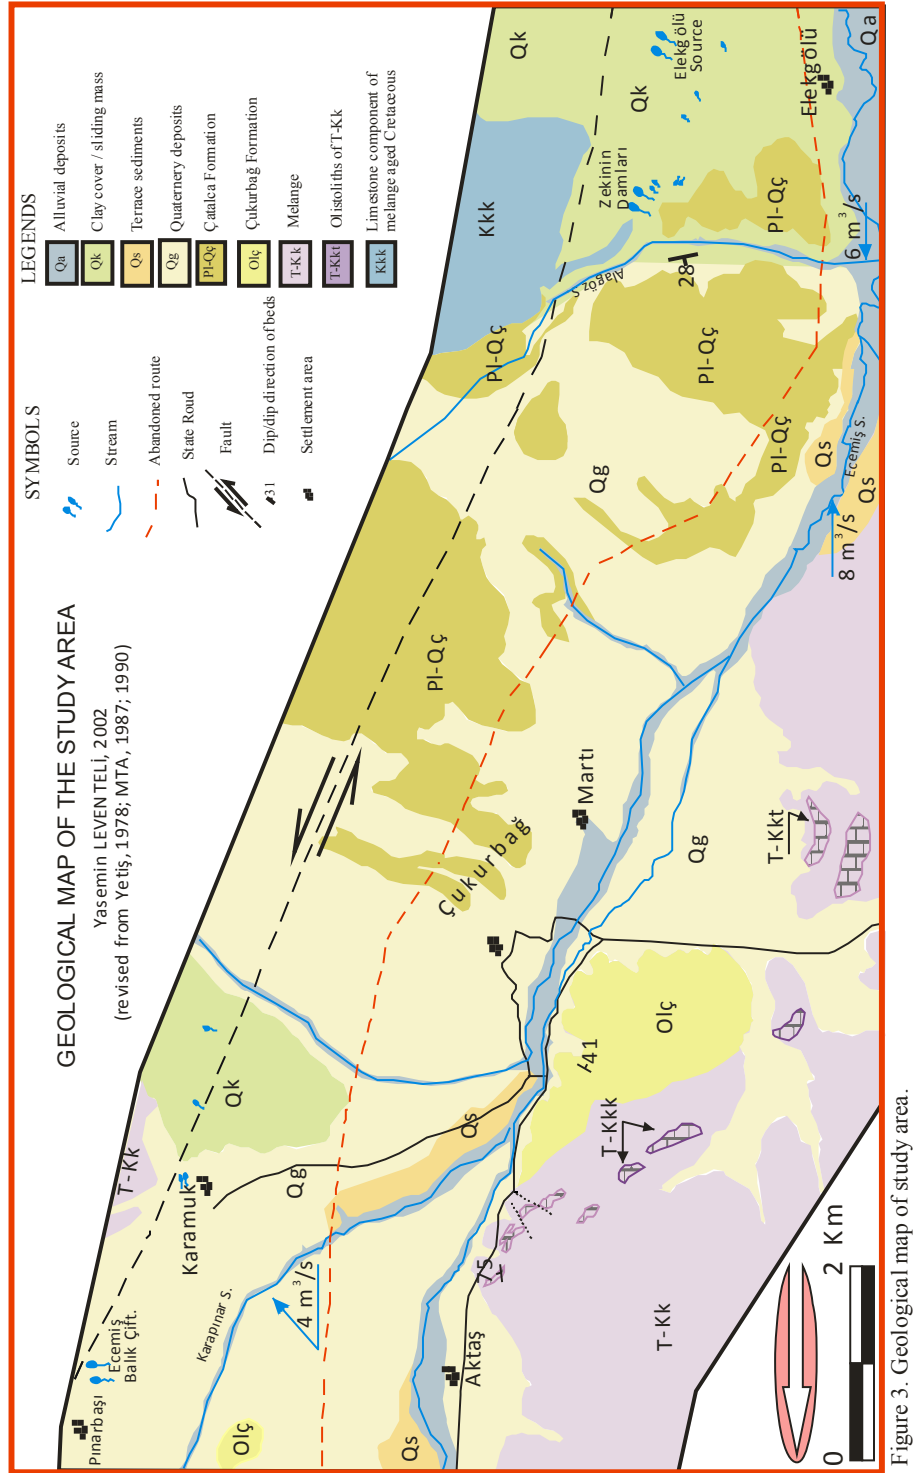 GEOLOGICAL MAP OF THE STUDY AREA
Yasemin LEVENTELİ, 2002
(revised from Yetiş, 1978; MTA, 1987; 1990)
SYMBOLS
Source
Stream
Abandoned route
State Roud
Fault
31
Dip/dip direction of beds
Settlement area
LEGENDS
Qa
Alluvial deposits
Qk
Clay cover / sliding mass
Qs
Terrace sediments
Qg
Quaternery deposits
Pl-Qç
Çatalca Formation
Olç
Çukurbağ Formation
T-Kk
Melange
T-Kkt
Olistoliths of T-Kk
Kkk
Limestone component of
melange aged Cretaceous
Pınarbaşı
Ecemiş
Balık Çift.
T-Kk
Karamuk
Qk
Qg
Karapınar S.
4 m³/s
Olç
Qs
Qs
Aktaş
75
T-Kkk
T-Kk
41
Olç
Çukurbağ
Martı
Qg
T-Kkt
Pl-Qç
Qg
Pl-Qç
Kkk
Qk
Qk
Zekinin
Damları
Elekgölü
Source
Alagöz S.
28
Pl-Qç
Pl-Qç
Pl-Qç
Elekgölü
Qa
6 m³/s
Qs
Ecemiş S.
Qs
8 m³/s
0
2
Km
Figure 3. Geological map of study area.